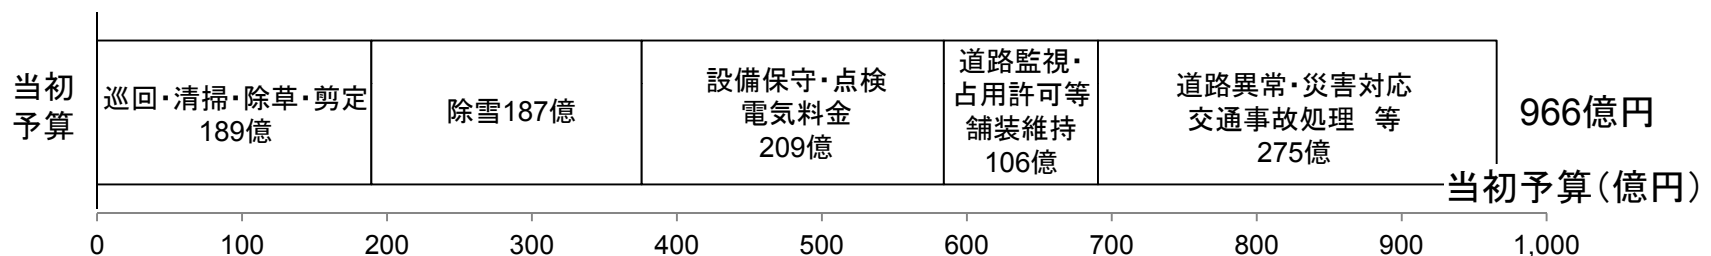 当初
予算
巡回・清掃・除草・剪定
189億
除雪187億
設備保守・点検
電気料金
209億
道路監視・
占用許可等
舗装維持
106億
道路異常・災害対応
交通事故処理　等
275億
966億円
当初予算（億円）
0 100 200 300 400 500 600 700 800 900 1,000